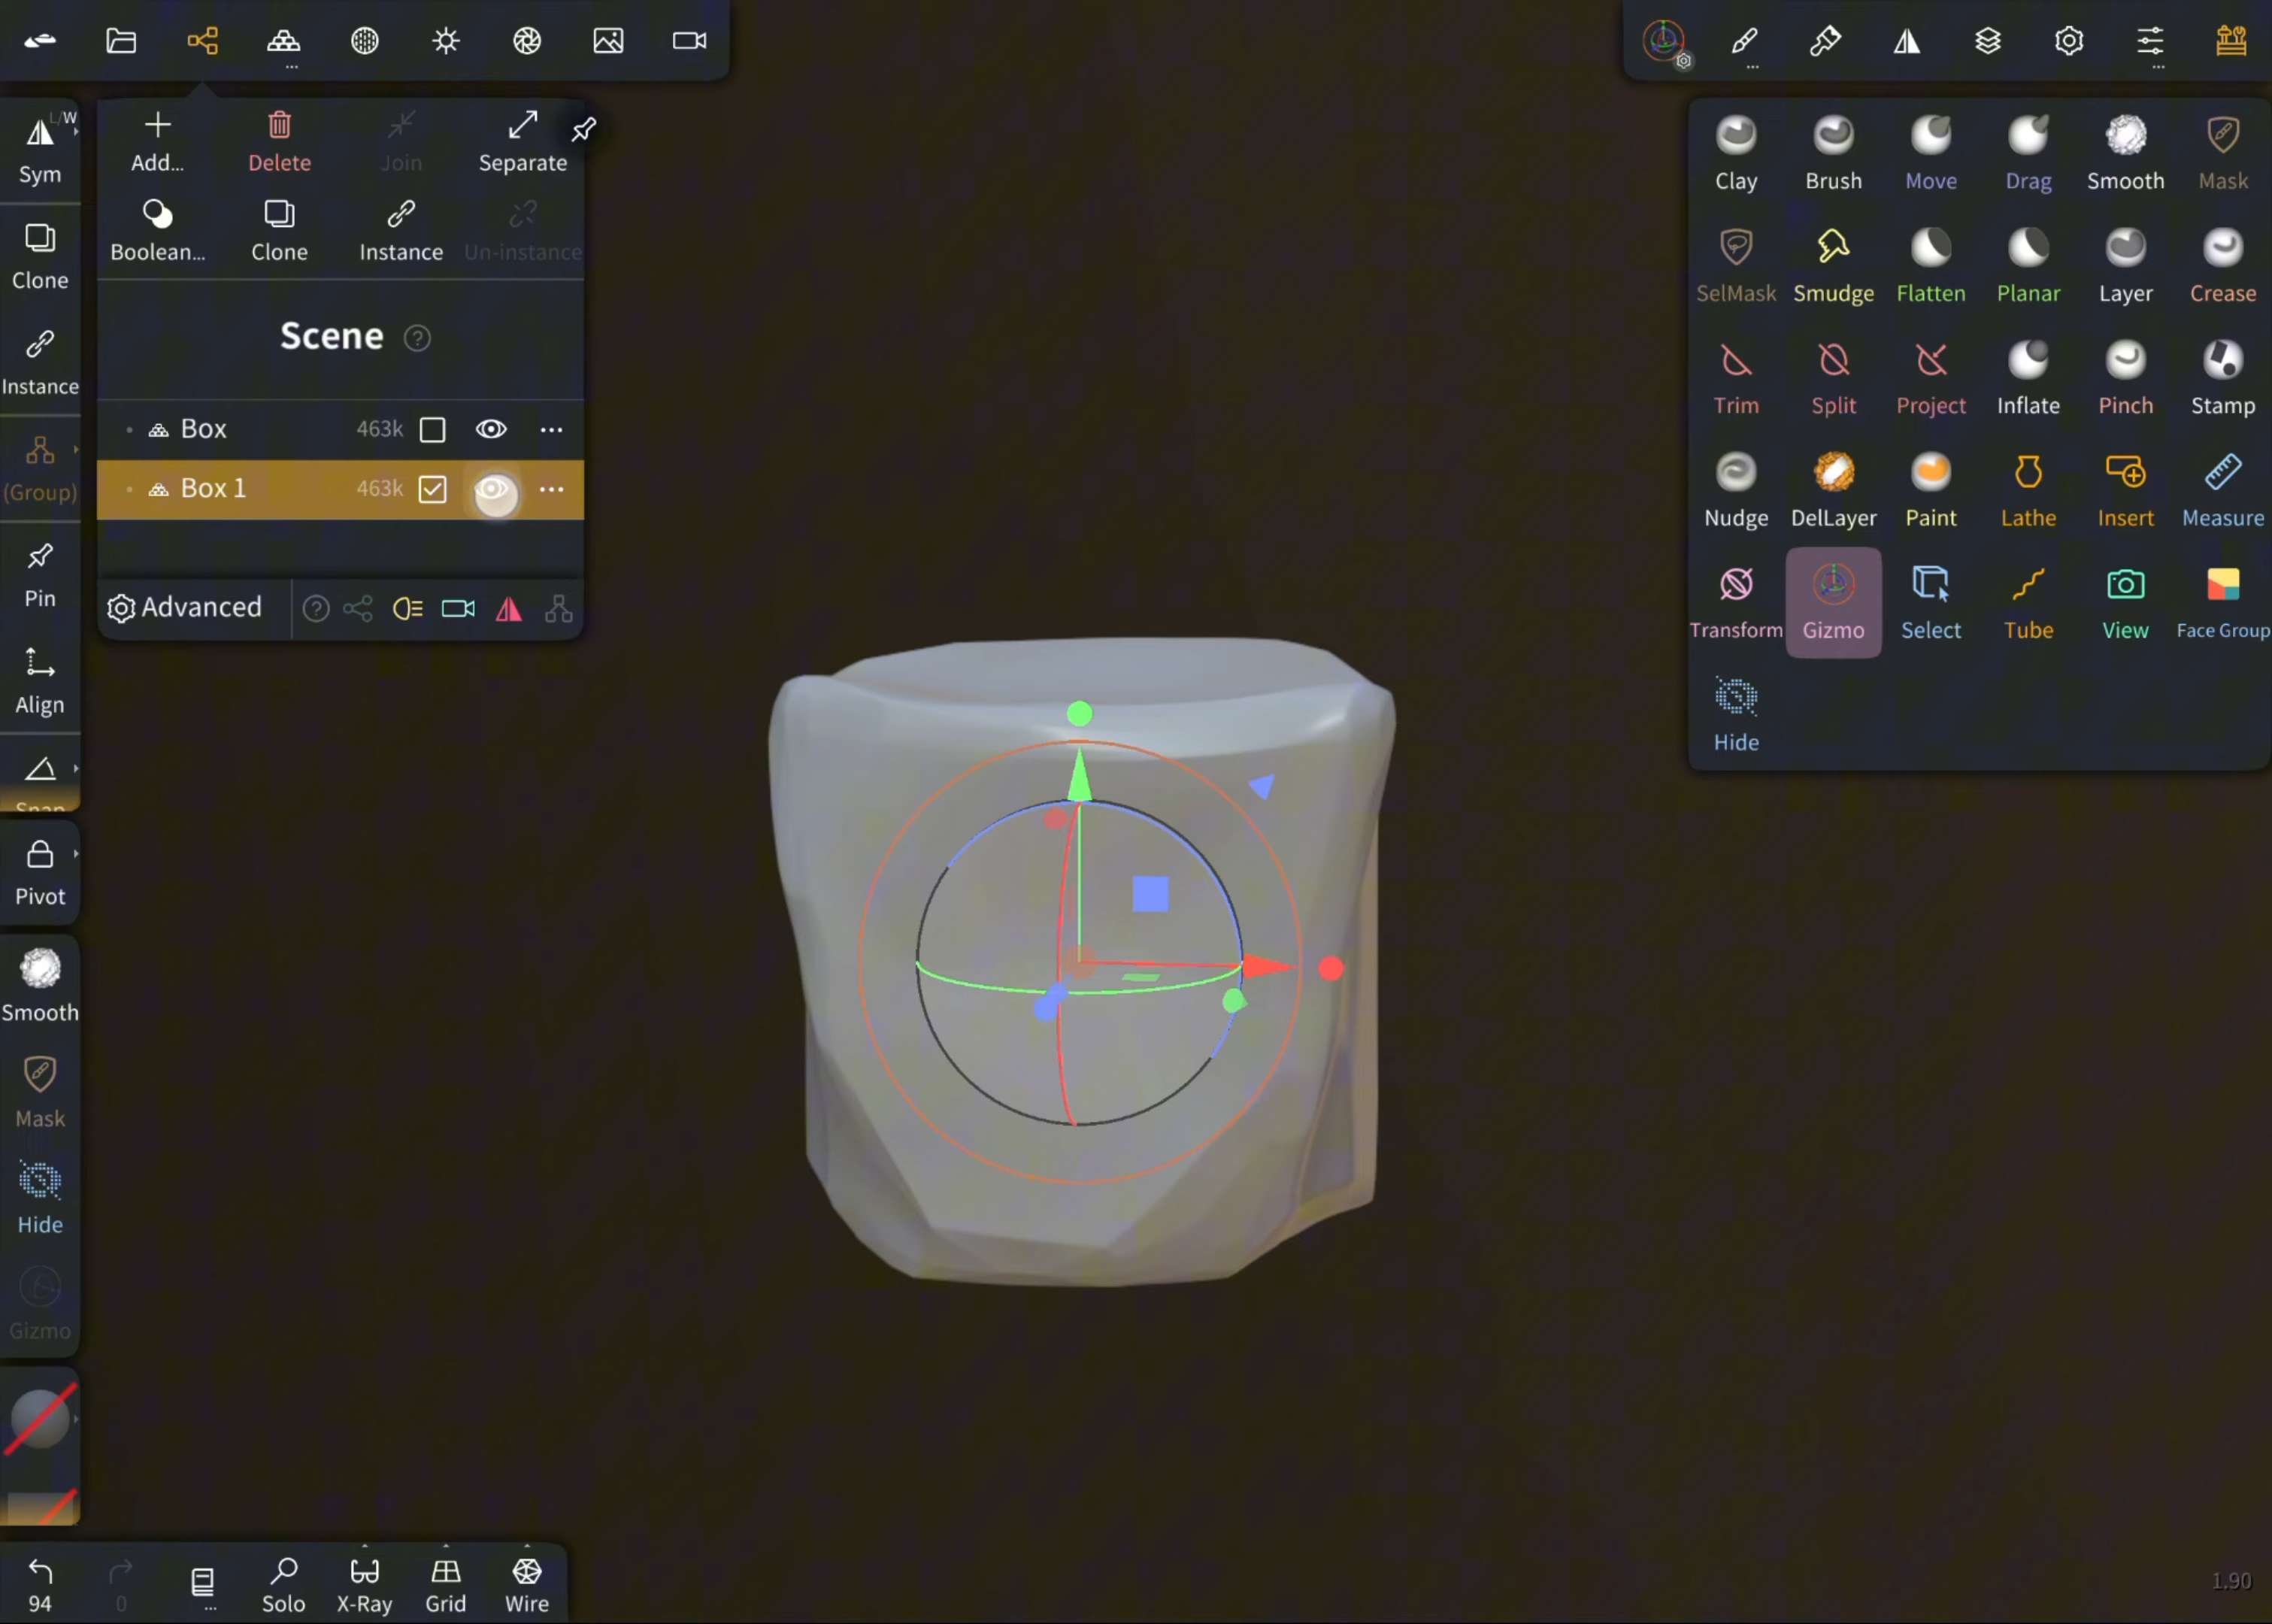 L/W
Sym
Clone
Instance
(Group)
Pin
Align
Snap
Pivot
Smooth
Mask
Hide
Gizmo
Add...
Delete
Join
Separate
Boolean...
Clone
Instance
Un-instance
Scene ?
Box 463k
Box 1 463k
Advanced ?
Clay Brush Move Drag Smooth Mask
SelMask Smudge Flatten Planar Layer Crease
Trim Split Project Inflate Pinch Stamp
Nudge DelLayer Paint Lathe Insert Measure
Transform Gizmo Select Tube View Face Group
Hide
94 0 ... Solo X-Ray Grid Wire
1.90